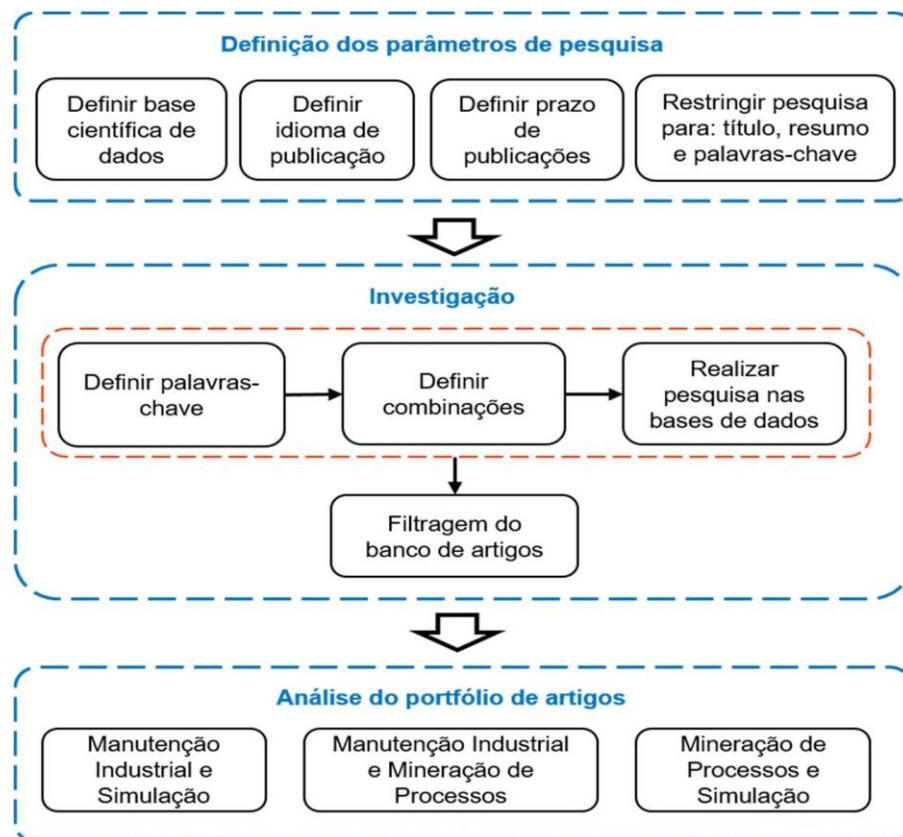 Definição dos parâmetros de pesquisa
Definir base
científica de
dados
Definir
idioma de
publicação
Definir prazo
de
publicações
Restringir pesquisa
para: título, resumo
e palavras-chave
Investigação
Definir palavras-
chave
Definir
combinações
Realizar
pesquisa nas
bases de dados
Filtragem do
banco de artigos
Análise do portfólio de artigos
Manutenção
Industrial e
Simulação
Manutenção Industrial
e Mineração de
Processos
Mineração de
Processos e
Simulação